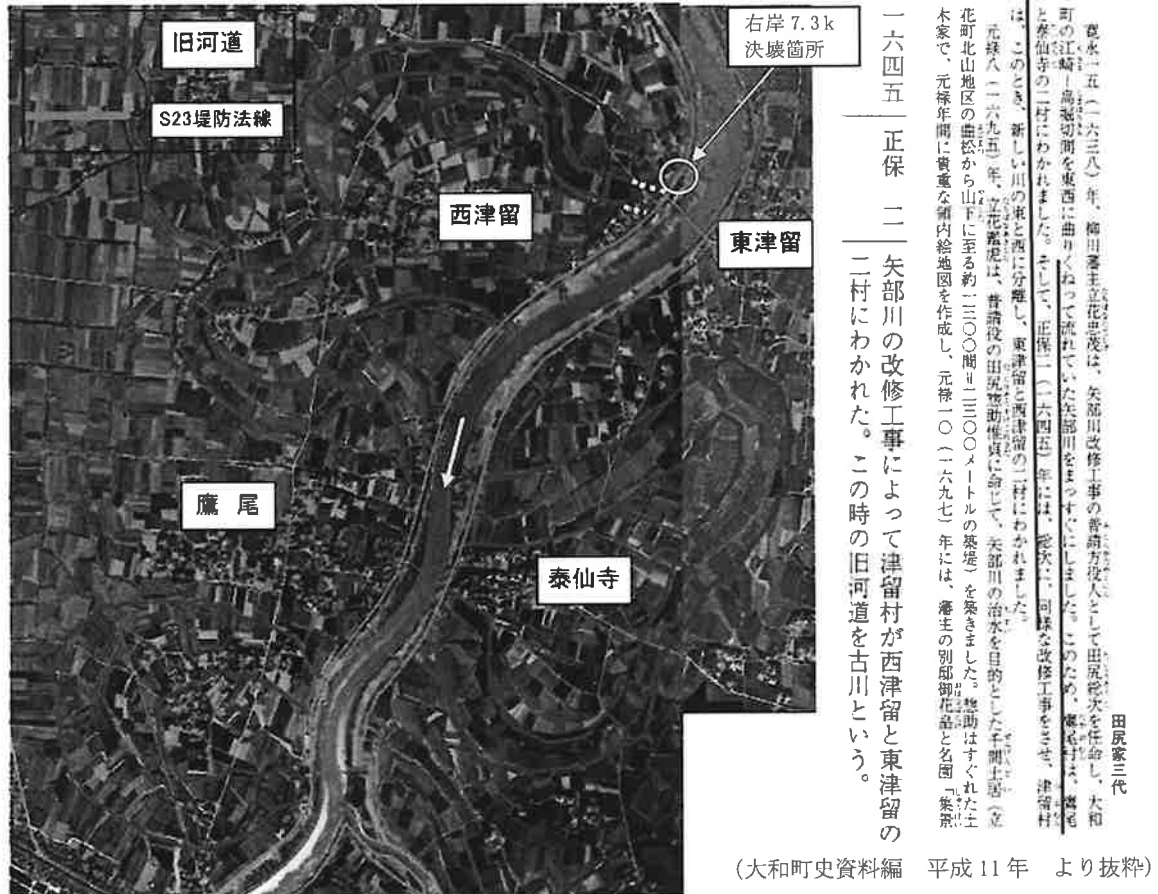 旧河道
S23堤防法線
右岸 7.3k
決壊箇所
西津留
東津留
鷹尾
泰仙寺
田尻家三代
寛永一五（一六三八）年、柳川藩主立花忠茂は、矢部川改修工事の普請方役人として田尻総次を任命し、大和
町の江崎―島堀切間を東西に曲りくねって流れていた矢部川をまっすぐにしました。このため、鷹尾村は、鷹尾
と泰仙寺の二村にわかれました。そして、正保二（一六四五）年には、総次に、同様な改修工事をさせ、津留村
は、このとき、新しい川の東と西に分離し、東津留と西津留の二村にわかれました。
元禄八（一六九五）年、立花鑑虎は、普請役の田尻惣助惟貞に命じて、矢部川の治水を目的とした千間土居（立
花町北山地区の曲松から山下に至る約一三〇〇間＝二三〇〇メートルの築堤）を築きました。惣助はすぐれた土
木家で、元禄年間に貴重な領内絵地図を作成し、元禄一〇（一六九七）年には、藩主の別邸御花畠と名園「集景
一六四五 正保 二 矢部川の改修工事によって津留村が西津留と東津留の
二村にわかれた。この時の旧河道を古川という。
(大和町史資料編 平成11年 より抜粋)